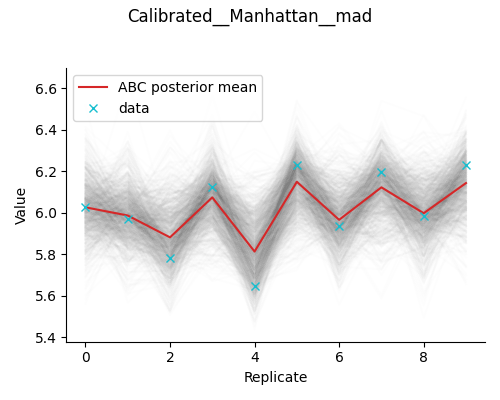 Calibrated__Manhattan__mad
ABC posterior mean
data
6.6
6.4
6.2
6.0
5.8
5.6
5.4
Value
0 2 4 6 8
Replicate